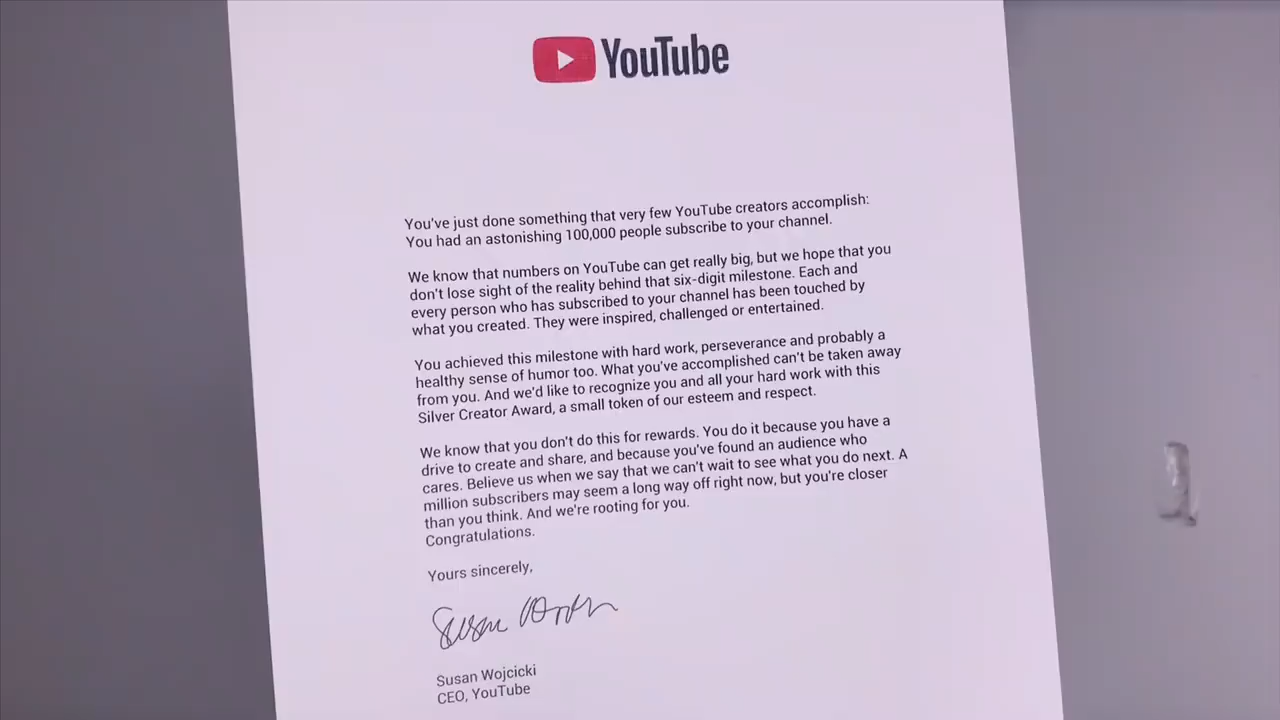 YouTube
You've just done something that very few YouTube creators accomplish:
You had an astonishing 100,000 people subscribe to your channel.
We know that numbers on YouTube can get really big, but we hope that you
don't lose sight of the reality behind that six-digit milestone. Each and
every person who has subscribed to your channel has been touched by
what you created. They were inspired, challenged or entertained.
You achieved this milestone with hard work, perseverance and probably a
healthy sense of humor too. What you've accomplished can't be taken away
from you. And we'd like to recognize you and all your hard work with this
Silver Creator Award, a small token of our esteem and respect.
We know that you don't do this for rewards. You do it because you have a
drive to create and share, and because you've found an audience who
cares. Believe us when we say that we can't wait to see what you do next. A
million subscribers may seem a long way off right now, but you're closer
than you think. And we're rooting for you.
Congratulations.
Yours sincerely,
Susan Wojcicki
CEO, YouTube